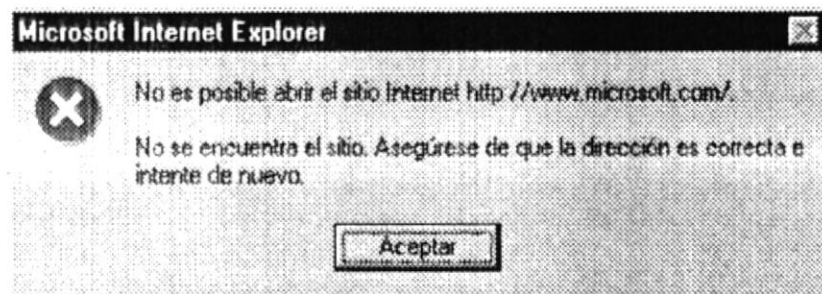 Microsoft Internet Explorer
No es posible abrir el sitio Internet http //www.microsoft.com/.
No se encuentra el sitio. Asegúrese de que la dirección es correcta e
intente de nuevo.
Aceptar